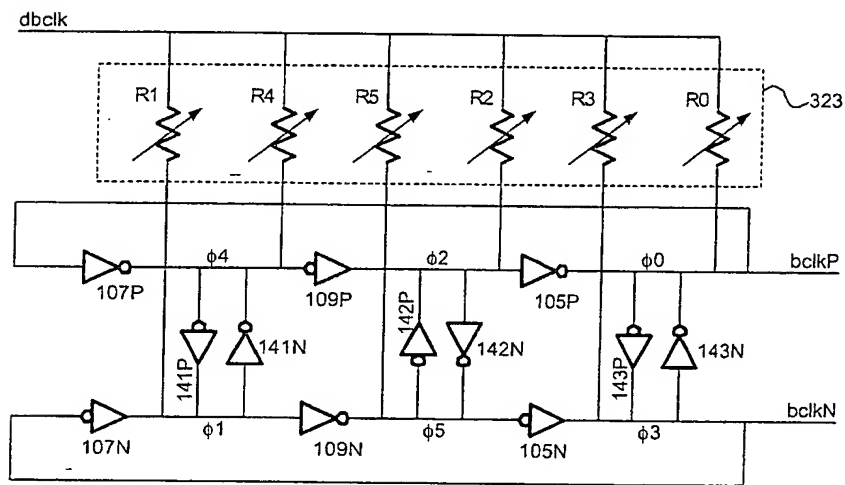 dbclk
R1 R4 R5 R2 R3 R0
323
φ4 φ2 φ0 bclkP
107P 109P 105P
141P 141N 142P 142N 143P 143N
107N φ1 109N φ5 105N φ3 bclkN